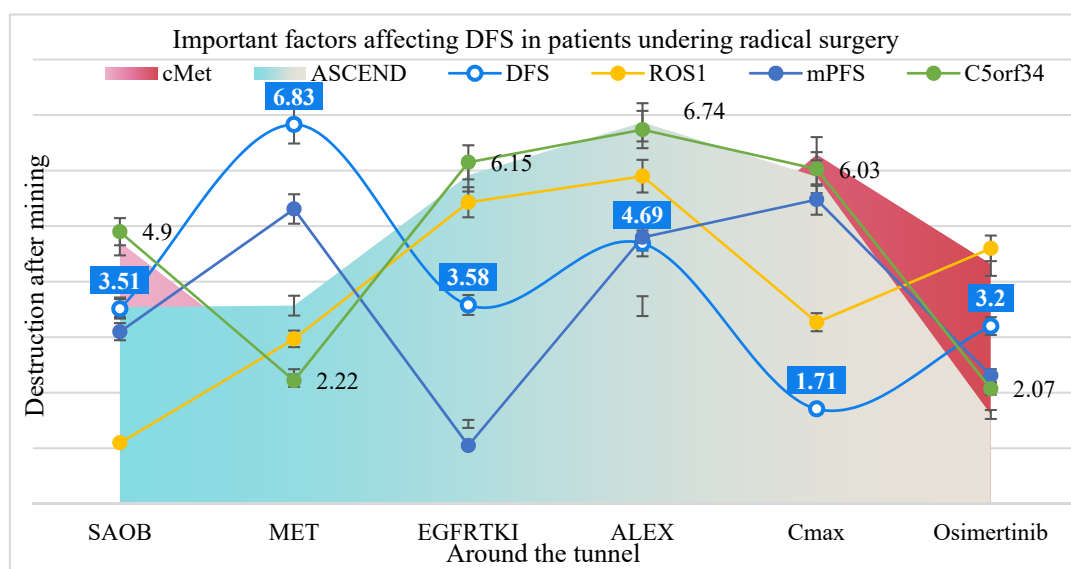 Important factors affecting DFS in patients undering radical surgery
cMet ASCEND DFS ROS1 mPFS C5orf34
6.83
6.74
6.15
6.03
4.9
4.69
3.51
3.58
3.2
2.22
1.71
2.07
Destruction after mining
SAOB MET EGFRTKI ALEX Cmax Osimertinib
Around the tunnel